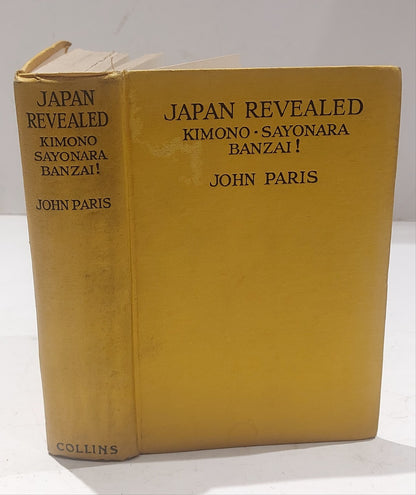 JAPAN
REVEALED
KIMONO
SAYONARA
BANZAI!
JOHN PARIS
COLLINS
JAPAN REVEALED
KIMONO · SAYONARA
BANZAI!
JOHN PARIS